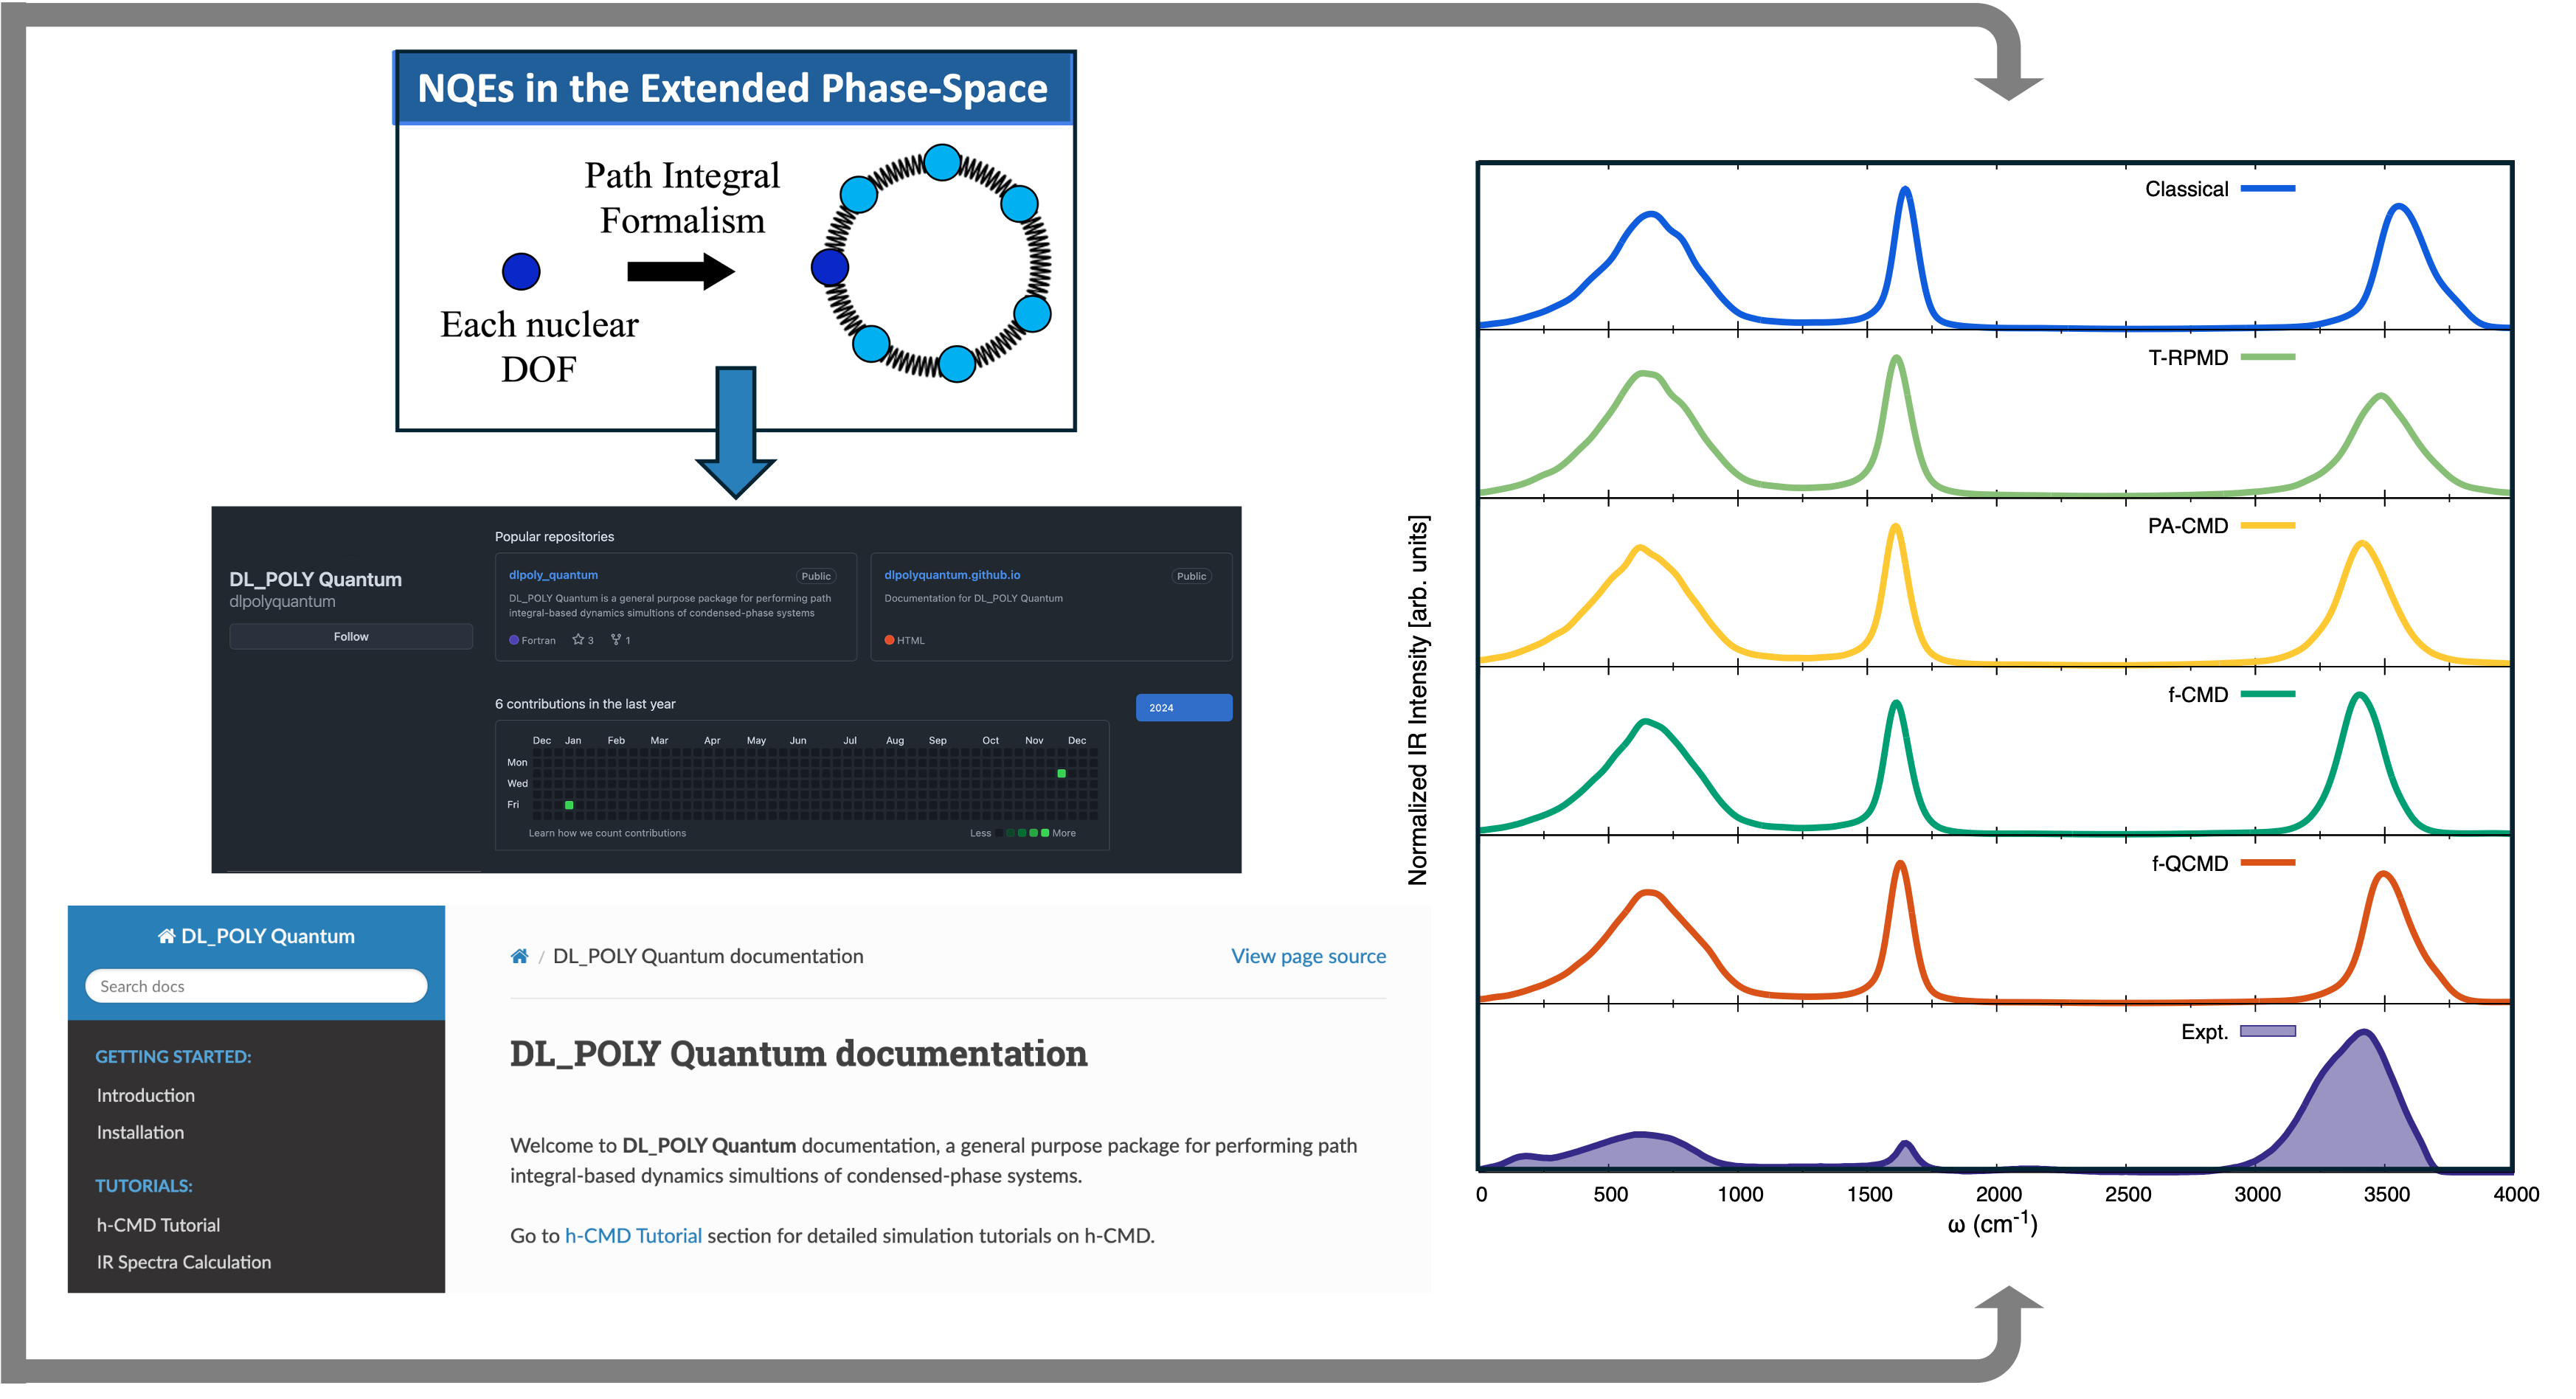 NQEs in the Extended Phase-Space
Path Integral
Formalism
Each nuclear
DOF
DL_POLY Quantum
dlpolyquantum
Follow
Popular repositories
dlpoly_quantum
Public
DL_POLY Quantum is a general purpose package for performing path
integral-based dynamics simultions of condensed-phase systems
Fortran 3 1
dlpolyquantum.github.io
Public
Documentation for DL_POLY Quantum
HTML
6 contributions in the last year
2024
Dec Jan Feb Mar Apr May Jun Jul Aug Sep Oct Nov Dec
Mon
Wed
Fri
Learn how we count contributions
Less More
DL_POLY Quantum
Search docs
GETTING STARTED:
Introduction
Installation
TUTORIALS:
h-CMD Tutorial
IR Spectra Calculation
/ DL_POLY Quantum documentation
View page source
DL_POLY Quantum documentation
Welcome to DL_POLY Quantum documentation, a general purpose package for performing path
integral-based dynamics simultions of condensed-phase systems.
Go to h-CMD Tutorial section for detailed simulation tutorials on h-CMD.
Normalized IR Intensity [arb. units]
Classical
T-RPMD
PA-CMD
f-CMD
f-QCMD
Expt.
0 500 1000 1500 2000 2500 3000 3500 4000
ω (cm⁻¹)